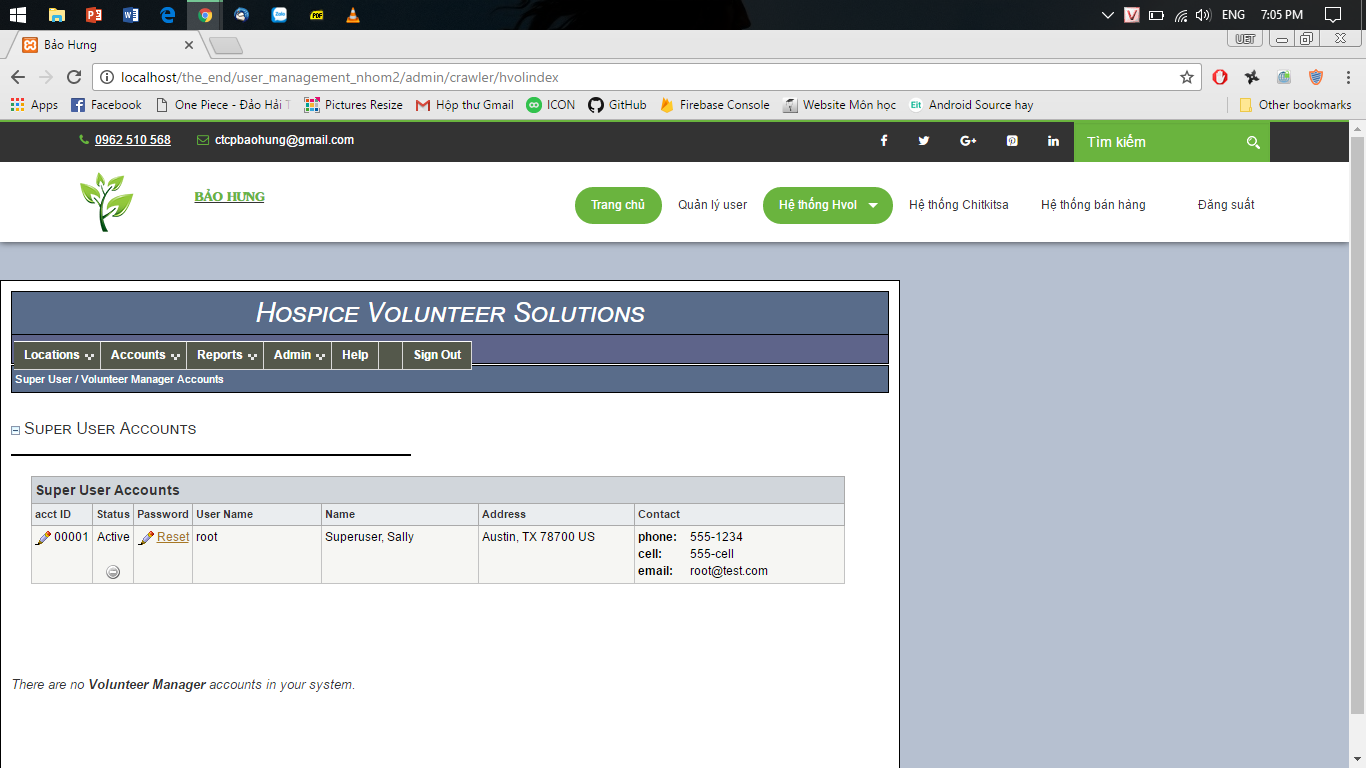 ENG 7:05 PM
Bảo Hưng
UET
localhost/the_end/user_management_nhom2/admin/crawler/hvolindex
Apps Facebook One Piece - Đảo Hải T Pictures Resize Hộp thư Gmail ICON GitHub Firebase Console Website Môn học Android Source hay Other bookmarks
0962 510 568 ctcpbaohung@gmail.com Tìm kiếm
BẢO HƯNG Trang chủ Quản lý user Hệ thống Hvol Hệ thống Chitkitsa Hệ thống bán hàng Đăng suất
HOSPICE VOLUNTEER SOLUTIONS
Locations Accounts Reports Admin Help Sign Out
Super User / Volunteer Manager Accounts
SUPER USER ACCOUNTS
Super User Accounts
acct ID Status Password User Name Name Address Contact
00001 Active Reset root Superuser, Sally Austin, TX 78700 US phone: 555-1234
cell: 555-cell
email: root@test.com
There are no Volunteer Manager accounts in your system.